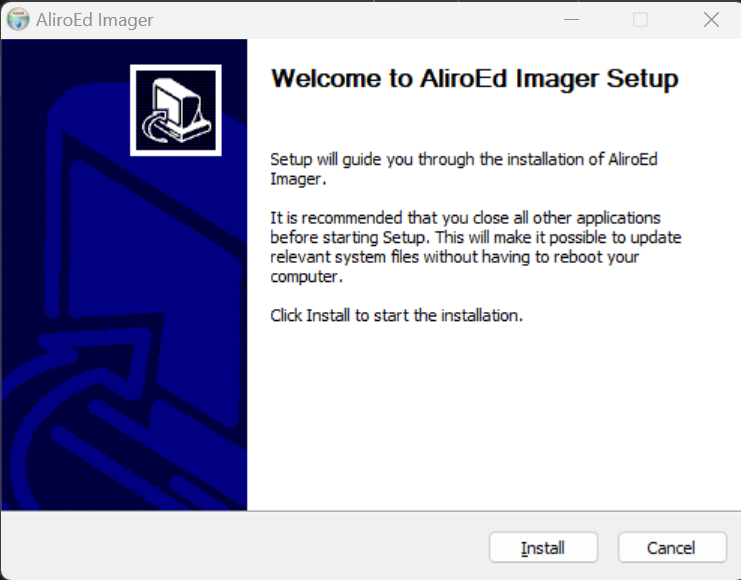 AliroEd Imager
Welcome to AliroEd Imager Setup
Setup will guide you through the installation of AliroEd
Imager.
It is recommended that you close all other applications
before starting Setup. This will make it possible to update
relevant system files without having to reboot your
computer.
Click Install to start the installation.
Install
Cancel